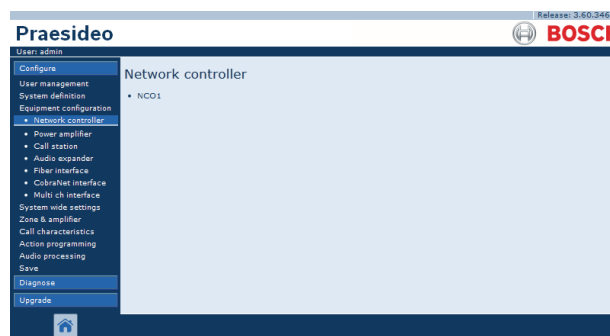 Release: 3.60.346
Praesideo
BOSCH
User: admin
Configure
User management
System definition
Equipment configuration
• Network controller
• Power amplifier
• Call station
• Audio expander
• Fiber interface
• CobraNet interface
• Multi ch interface
System wide settings
Zone & amplifier
Call characteristics
Action programming
Audio processing
Save
Diagnose
Upgrade
Network controller
• NCO1